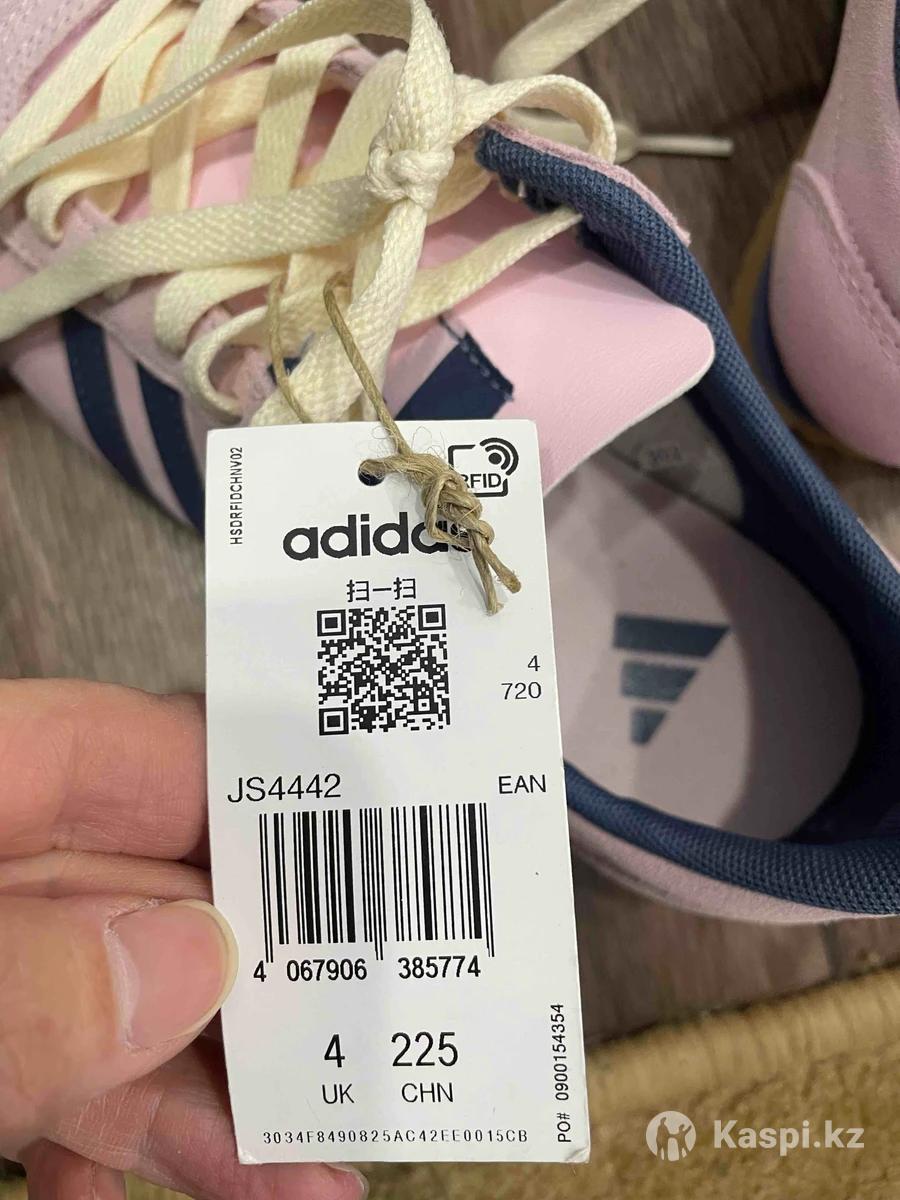 HSDRFIDCHNV02
RFID
adidas
扫一扫
4
720
JS4442
EAN
4 067906 385774
4 225
UK CHN
PO# 0900154354
3034F8490825AC42EE0015CB
Kaspi.kz